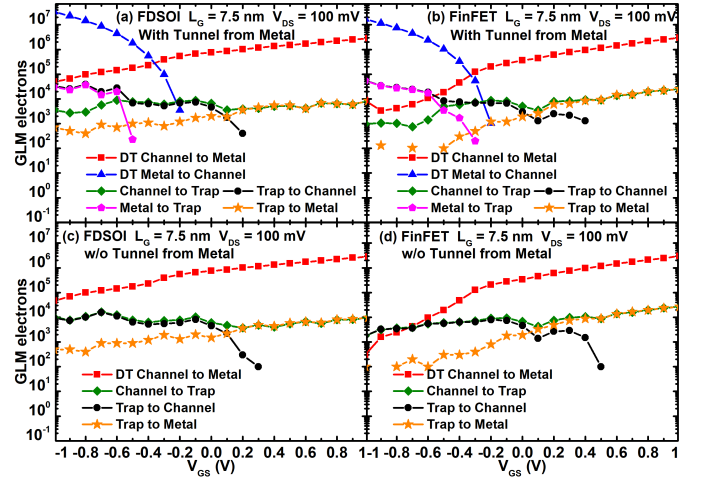 (a) FDSOI L_G = 7.5 nm V_DS = 100 mV
With Tunnel from Metal
(b) FinFET L_G = 7.5 nm V_DS = 100 mV
With Tunnel from Metal
GLM electrons
10^7
10^6
10^5
10^4
10^3
10^2
10^1
10^0
10^-1
DT Channel to Metal
DT Metal to Channel
Channel to Trap
Trap to Channel
Metal to Trap
Trap to Metal
DT Channel to Metal
DT Metal to Channel
Channel to Trap
Trap to Channel
Metal to Trap
Trap to Metal
(c) FDSOI L_G = 7.5 nm V_DS = 100 mV
w/o Tunnel from Metal
(d) FinFET L_G = 7.5 nm V_DS = 100 mV
w/o Tunnel from Metal
GLM electrons
10^7
10^6
10^5
10^4
10^3
10^2
10^1
10^0
10^-1
DT Channel to Metal
Channel to Trap
Trap to Channel
Trap to Metal
DT Channel to Metal
Channel to Trap
Trap to Channel
Trap to Metal
-1 -0.8 -0.6 -0.4 -0.2 0.0 0.2 0.4 0.6 0.8 -1 -0.8 -0.6 -0.4 -0.2 0.0 0.2 0.4 0.6 0.8 1
V_GS (V)
V_GS (V)